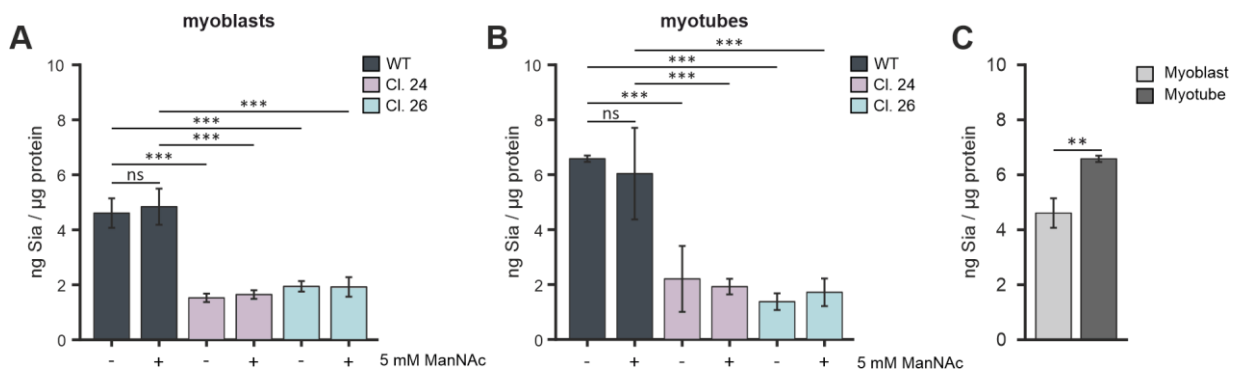 A
myoblasts
ng Sia / µg protein
10
8
6
4
2
0
WT
Cl. 24
Cl. 26
***
***
***
***
ns
- + - + - + 5 mM ManNAc
B
myotubes
ng Sia / µg protein
10
8
6
4
2
0
WT
Cl. 24
Cl. 26
***
***
***
***
ns
- + - + - + 5 mM ManNAc
C
ng Sia / µg protein
10
8
6
4
2
0
Myoblast
Myotube
**